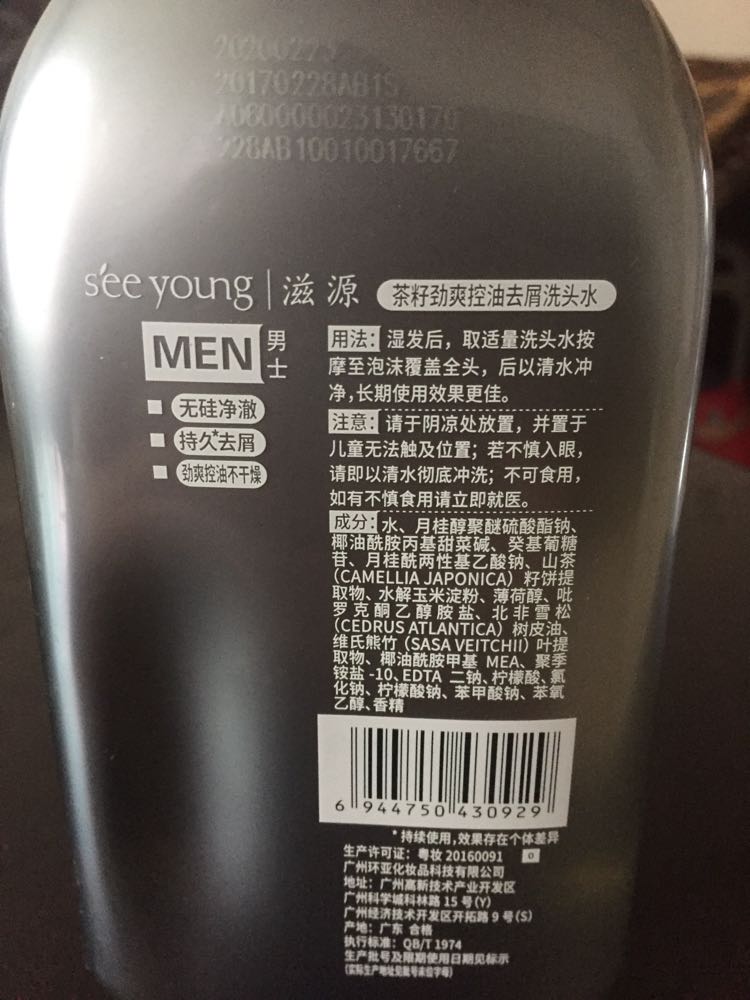 20200227
20170228AB1S
A060000023130170
228AB10010017667
s'ee young | 滋源 茶籽劲爽控油去屑洗头水
MEN 男士
无硅净澈
持久*去屑
劲爽控油不干燥
用法：湿发后，取适量洗头水按
摩至泡沫覆盖全头，后以清水冲
净，长期使用效果更佳。
注意：请于阴凉处放置，并置于
儿童无法触及位置；若不慎入眼，
请即以清水彻底冲洗；不可食用，
如有不慎食用请立即就医。
成分：水、月桂醇聚醚硫酸酯钠、
椰油酰胺丙基甜菜碱、癸基葡糖
苷、月桂酰两性基乙酸钠、山茶
（CAMELLIA JAPONICA）籽饼提
取物、水解玉米淀粉、薄荷醇、吡
罗克酮乙醇胺盐、北非雪松
（CEDRUS ATLANTICA）树皮油、
维氏熊竹（SASA VEITCHII）叶提
取物、椰油酰胺甲基 MEA、聚季
铵盐 -10、EDTA 二钠、柠檬酸、氯
化钠、柠檬酸钠、苯甲酸钠、苯氧
乙醇、香精
6 944750 430929
*持续使用，效果存在个体差异
生产许可证：粤妆 20160091
广州环亚化妆品科技有限公司
地址：广州高新技术产业开发区
广州科学城科林路 15 号（Y）
广州经济技术开发区开拓路 9 号（S）
产地：广东 合格
执行标准：QB/T 1974
生产批号及限期使用日期见标示
（实际生产地址见批号末位字母）